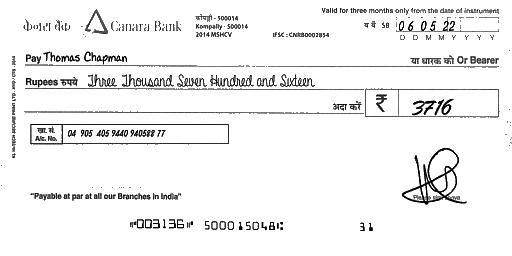 केनरा बैंक Canara Bank
कोंपल्ली - 500014
Kompally - 500014
2014 MSHCV
IFSC : CNRB0002854
Valid for three months only from the date of instrument
SB 06 05 22
D D M M Y Y Y Y
Pay Thomas Chapman
या धारक को Or Bearer
Rupees रुपये Three Thousand Seven Hundred and Sixteen
अदा करें ₹ 3716
खा. सं.
A/c. No. 04 905 405 9440 940588 77
Please sign above
"Payable at par at all our Branches in India"
⑈003136⑈ 500015048⑆ 31